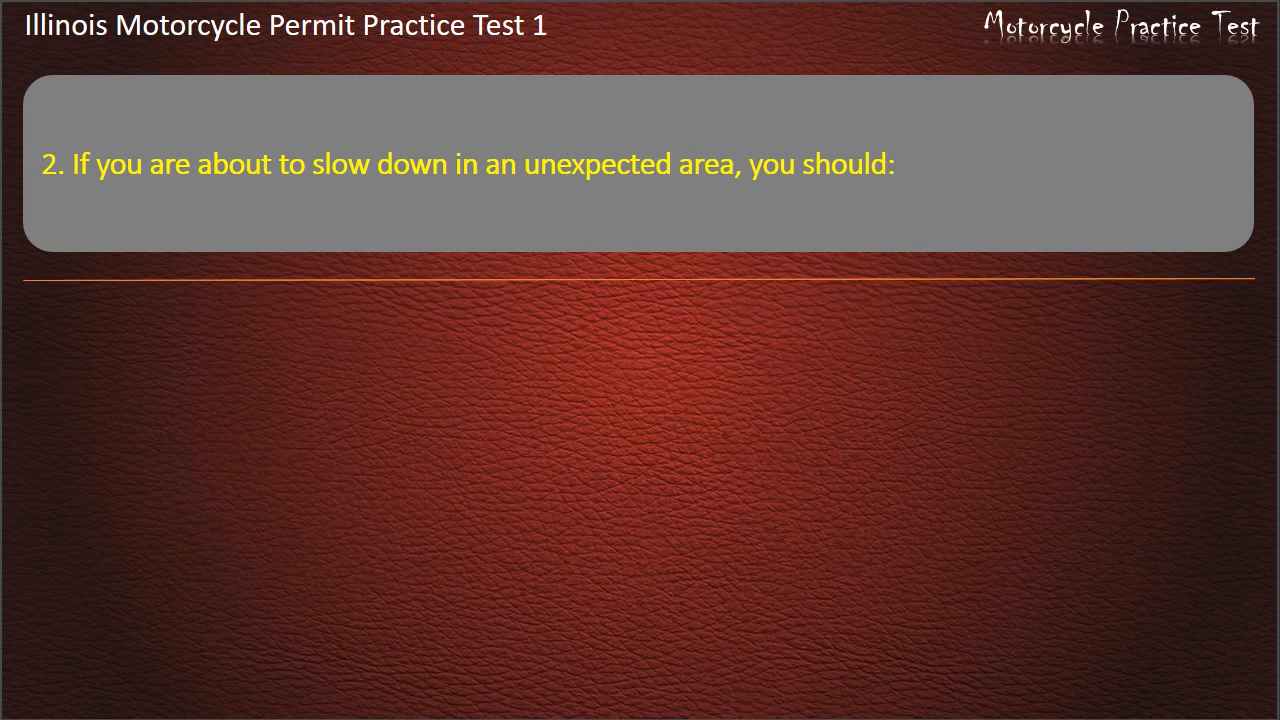 Illinois Motorcycle Permit Practice Test 1
Motorcycle Practice Test
2. If you are about to slow down in an unexpected area, you should: